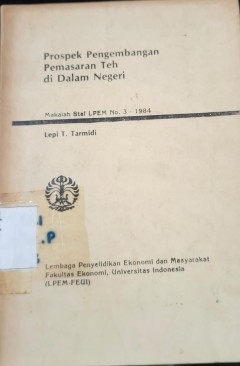 Prospek Pengembangan
Pemasaran Teh
di Dalam Negeri
Makalah Staf LPEM No. 3 - 1984
Lepi T. Tarmidi
.P
Lembaga Penyelidikan Ekonomi dan Masyarakat
Fakultas Ekonomi, Universitas Indonesia
(LPEM-FEUI)